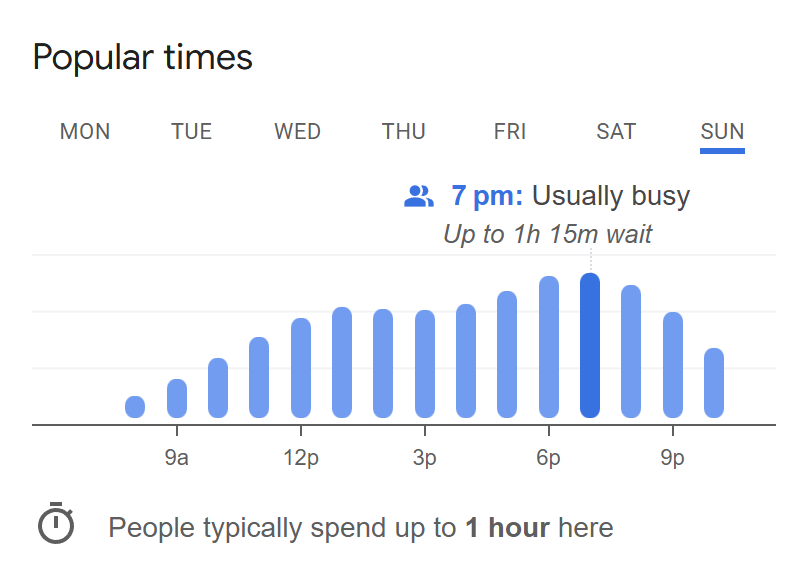 Popular times
MON TUE WED THU FRI SAT SUN
7 pm: Usually busy
Up to 1h 15m wait
9a 12p 3p 6p 9p
People typically spend up to 1 hour here